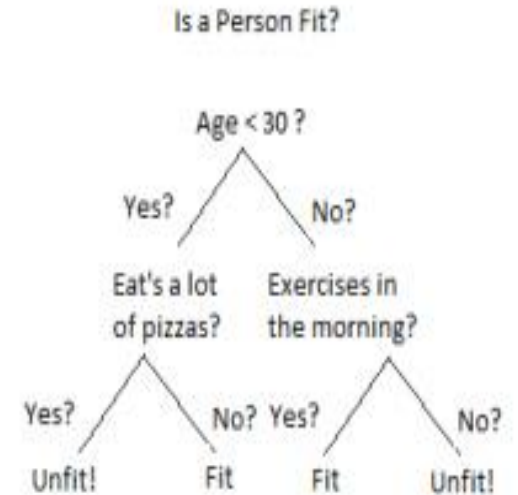 Is a Person Fit?
Age < 30 ?
Yes?
No?
Eat's a lot
of pizzas?
Exercises in
the morning?
Yes?
No?
Yes?
No?
Unfit!
Fit
Fit
Unfit!